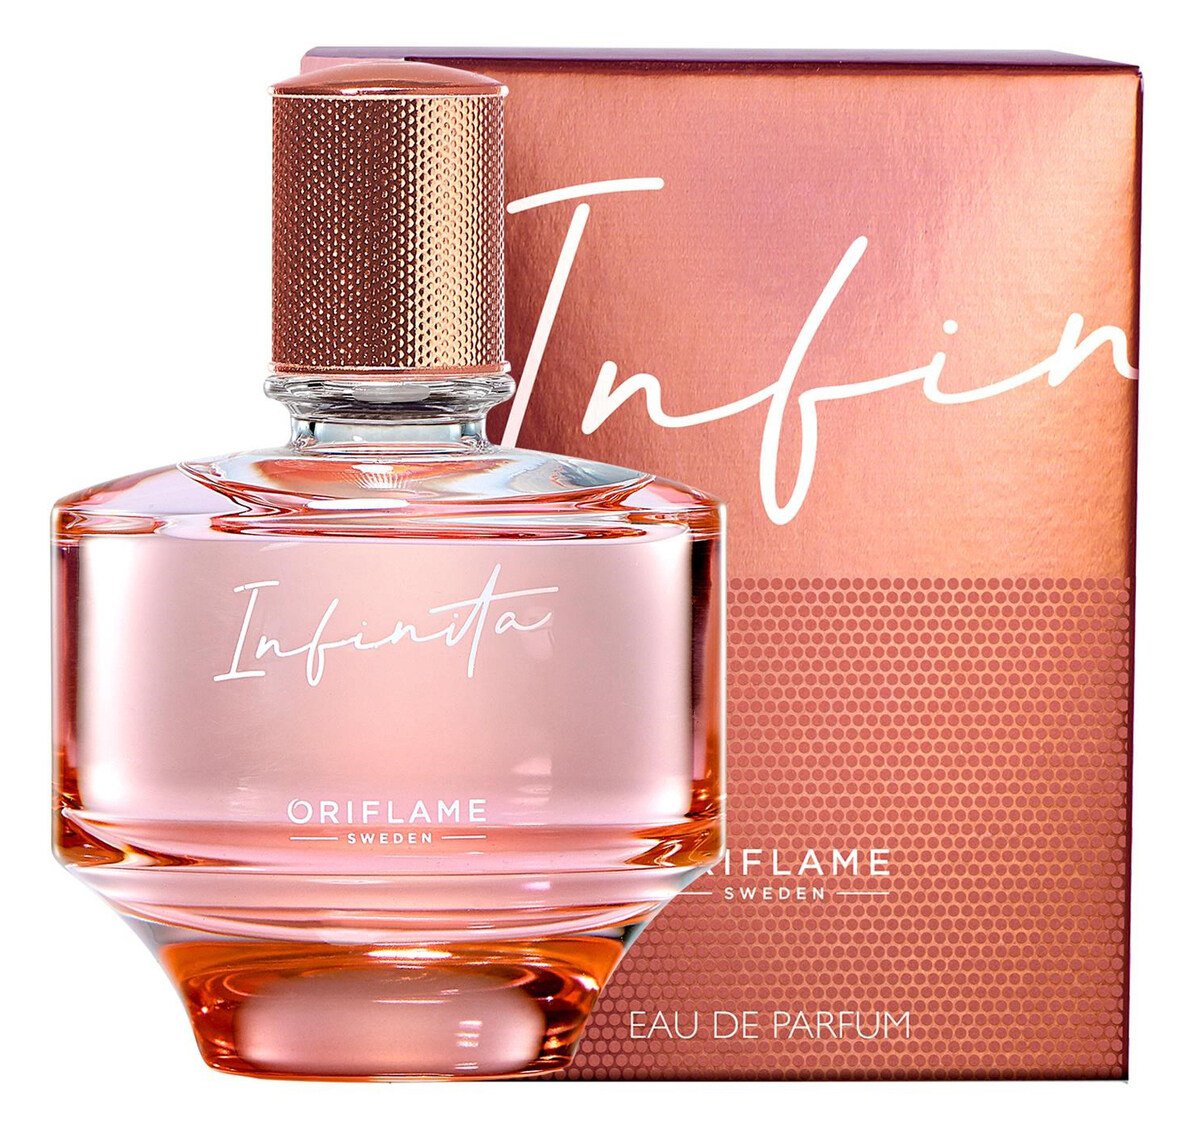 Infin
Infinita
ORIFLAME
SWEDEN
RIFLAME
SWEDEN
EAU DE PARFUM